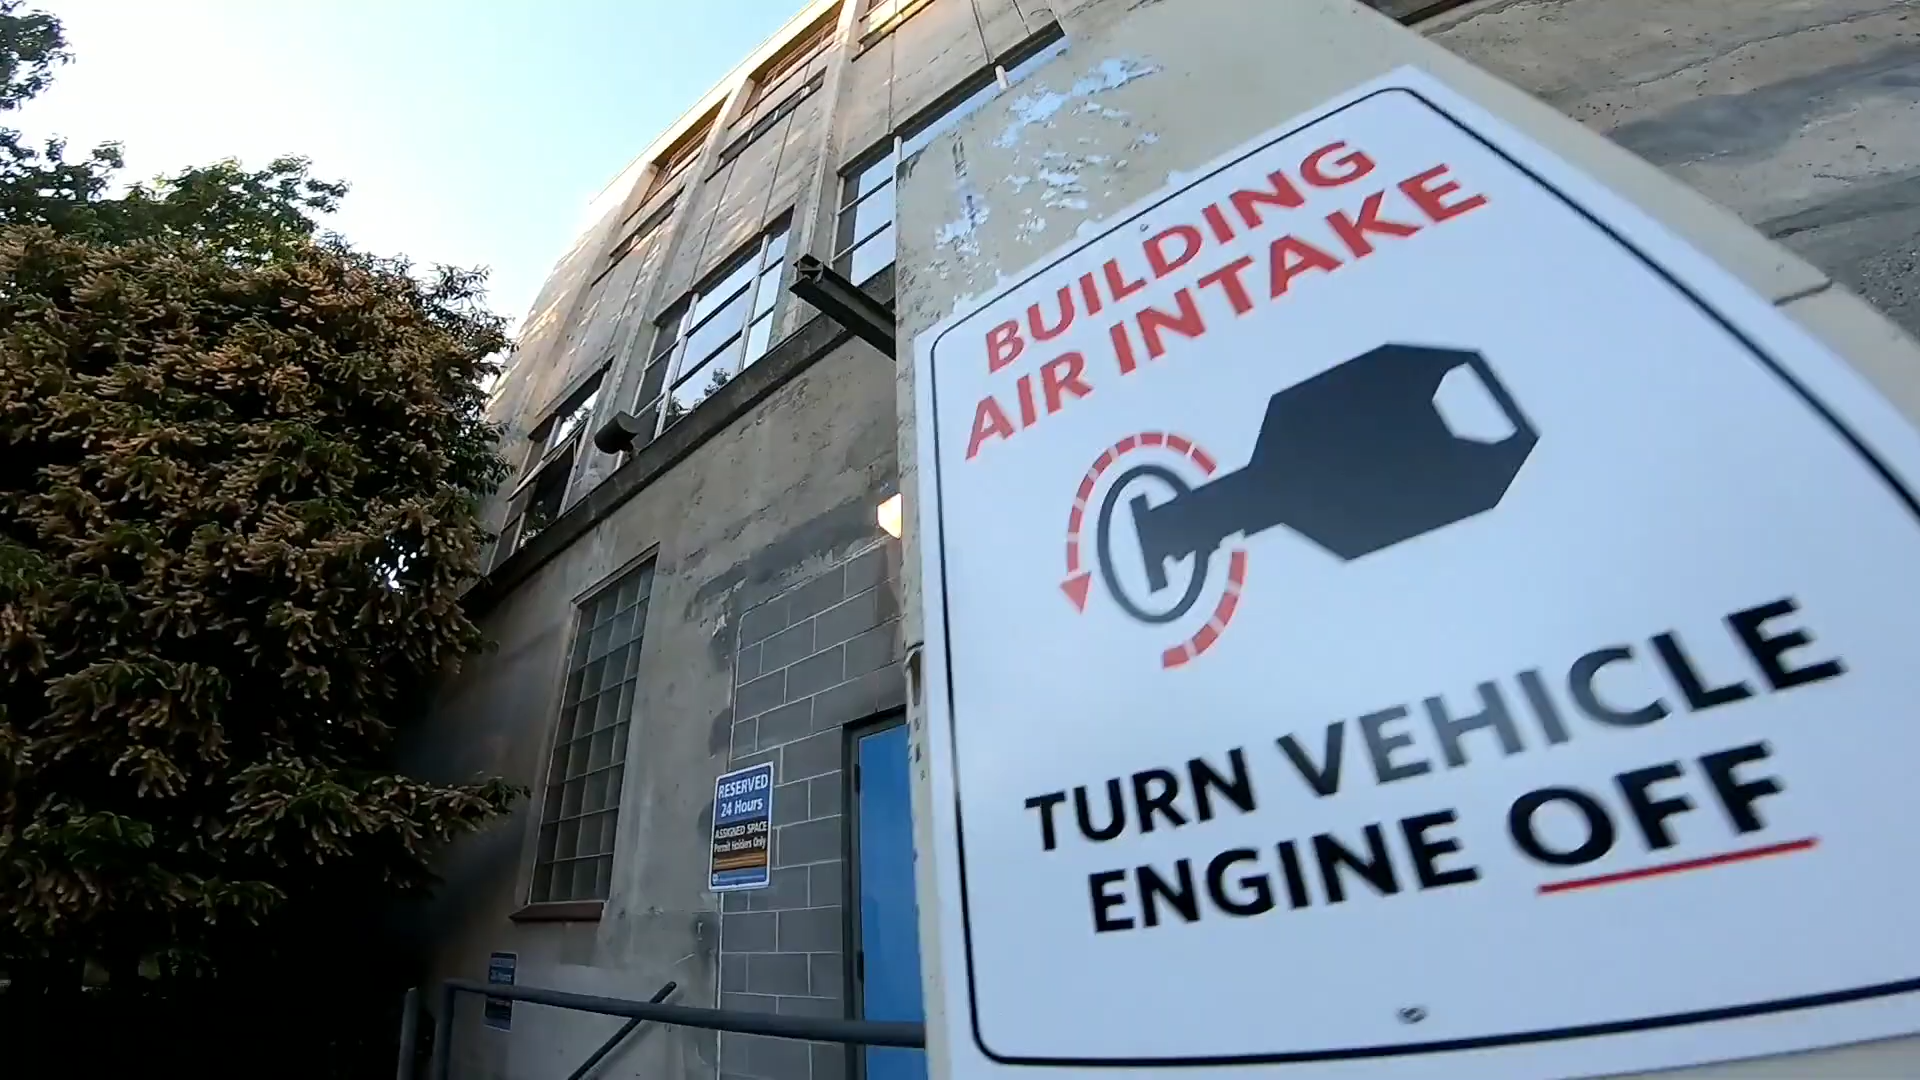 BUILDING
AIR INTAKE
TURN VEHICLE
ENGINE OFF
RESERVED
24 Hours
ASSIGNED SPACE
Permit Holders Only